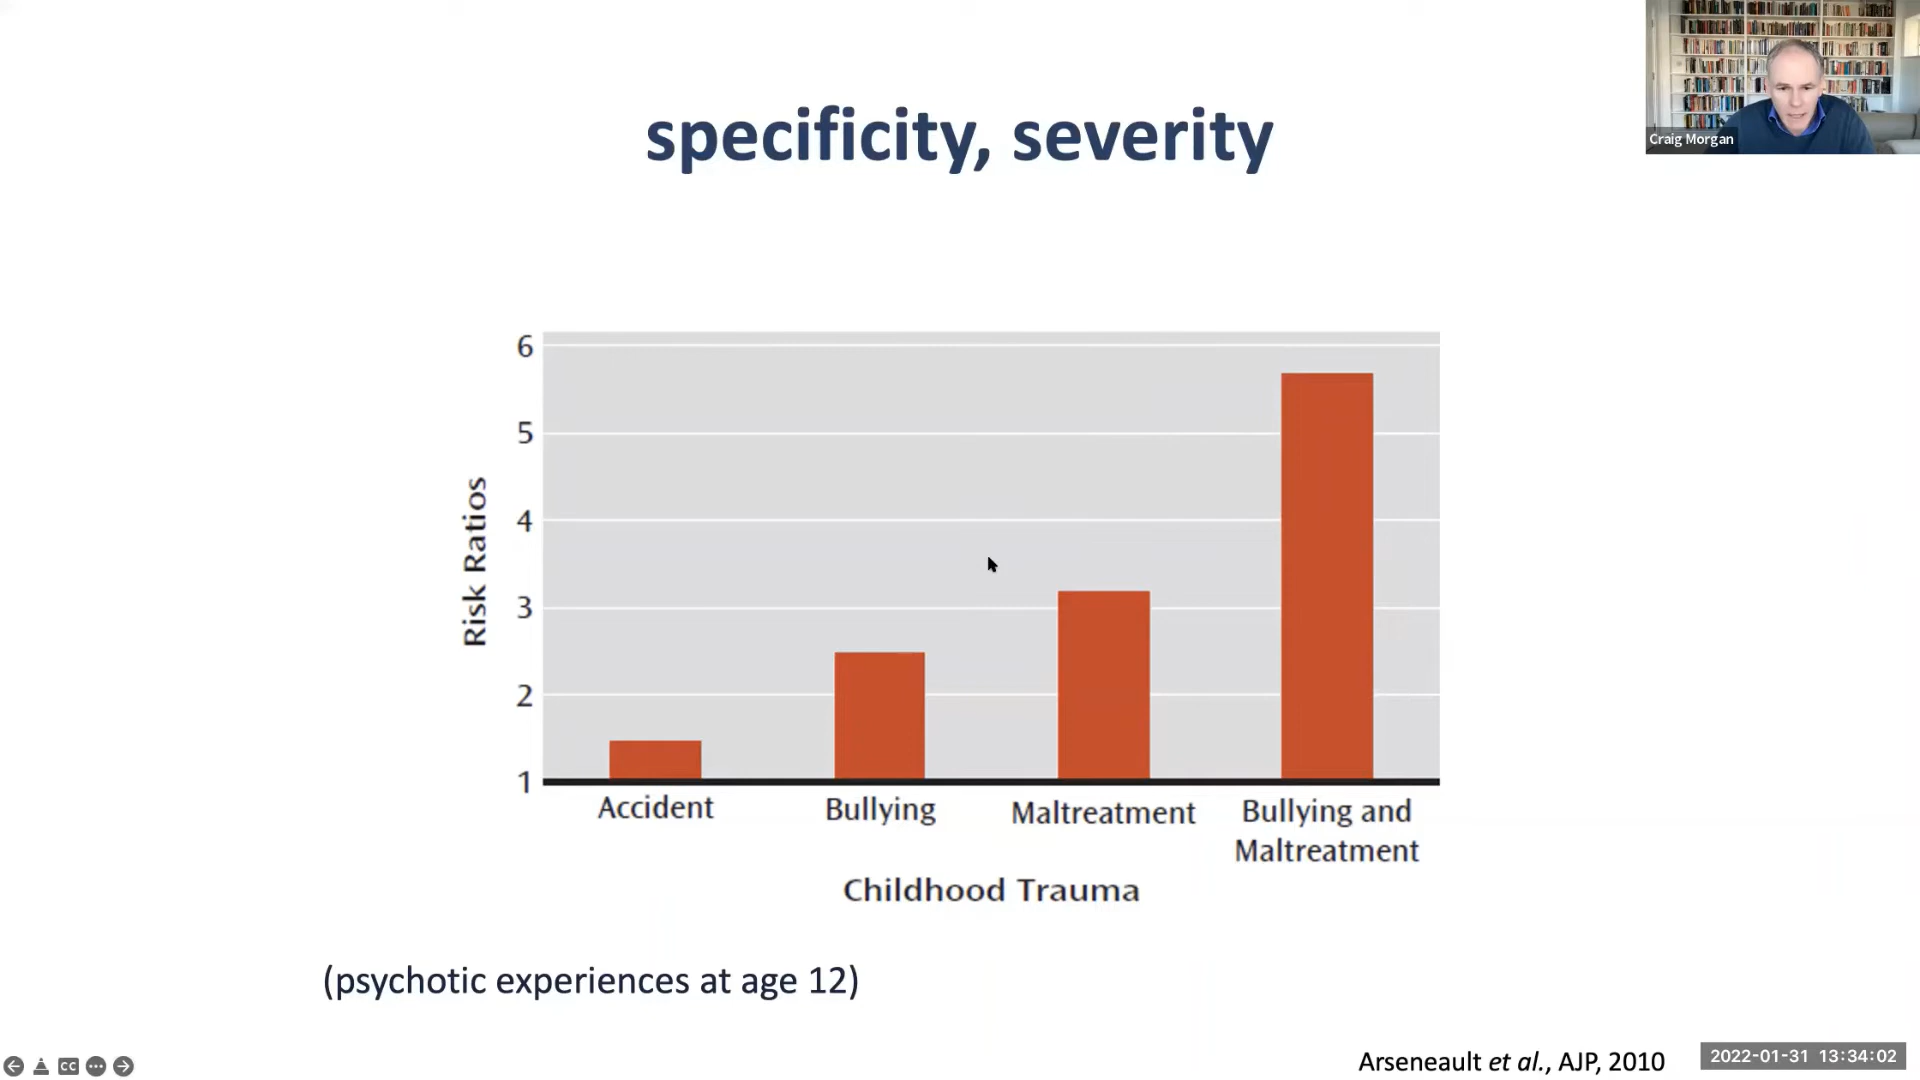 specificity, severity
Craig Morgan
6
5
4
3
2
1
Risk Ratios
Accident
Bullying
Maltreatment
Bullying and
Maltreatment
Childhood Trauma
(psychotic experiences at age 12)
CC
Arseneault et al., AJP, 2010
2022-01-31 13:34:02